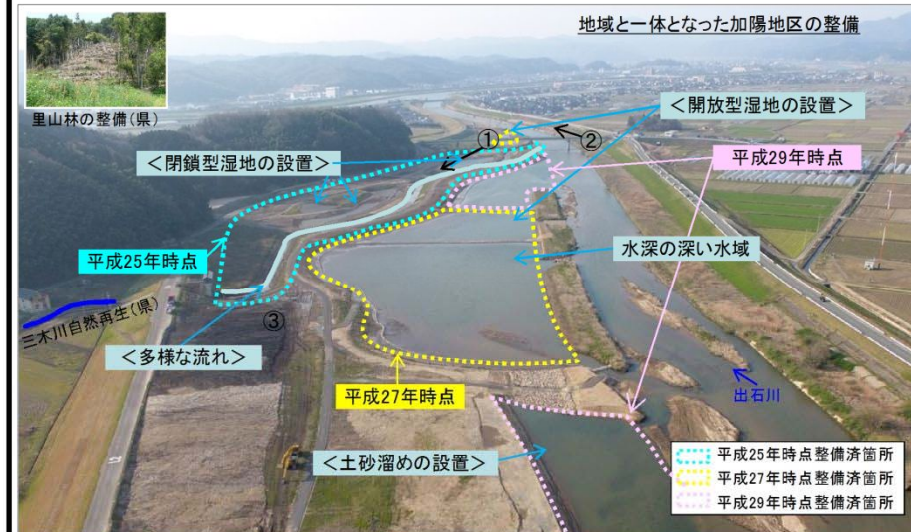 地域と一体となった加陽地区の整備
里山林の整備(県)
＜開放型湿地の設置＞
①
②
＜閉鎖型湿地の設置＞
平成29年時点
水深の深い水域
平成25年時点
三木川自然再生(県)
③
＜多様な流れ＞
平成27年時点
出石川
＜土砂溜めの設置＞
平成25年時点整備済箇所
平成27年時点整備済箇所
平成29年時点整備済箇所